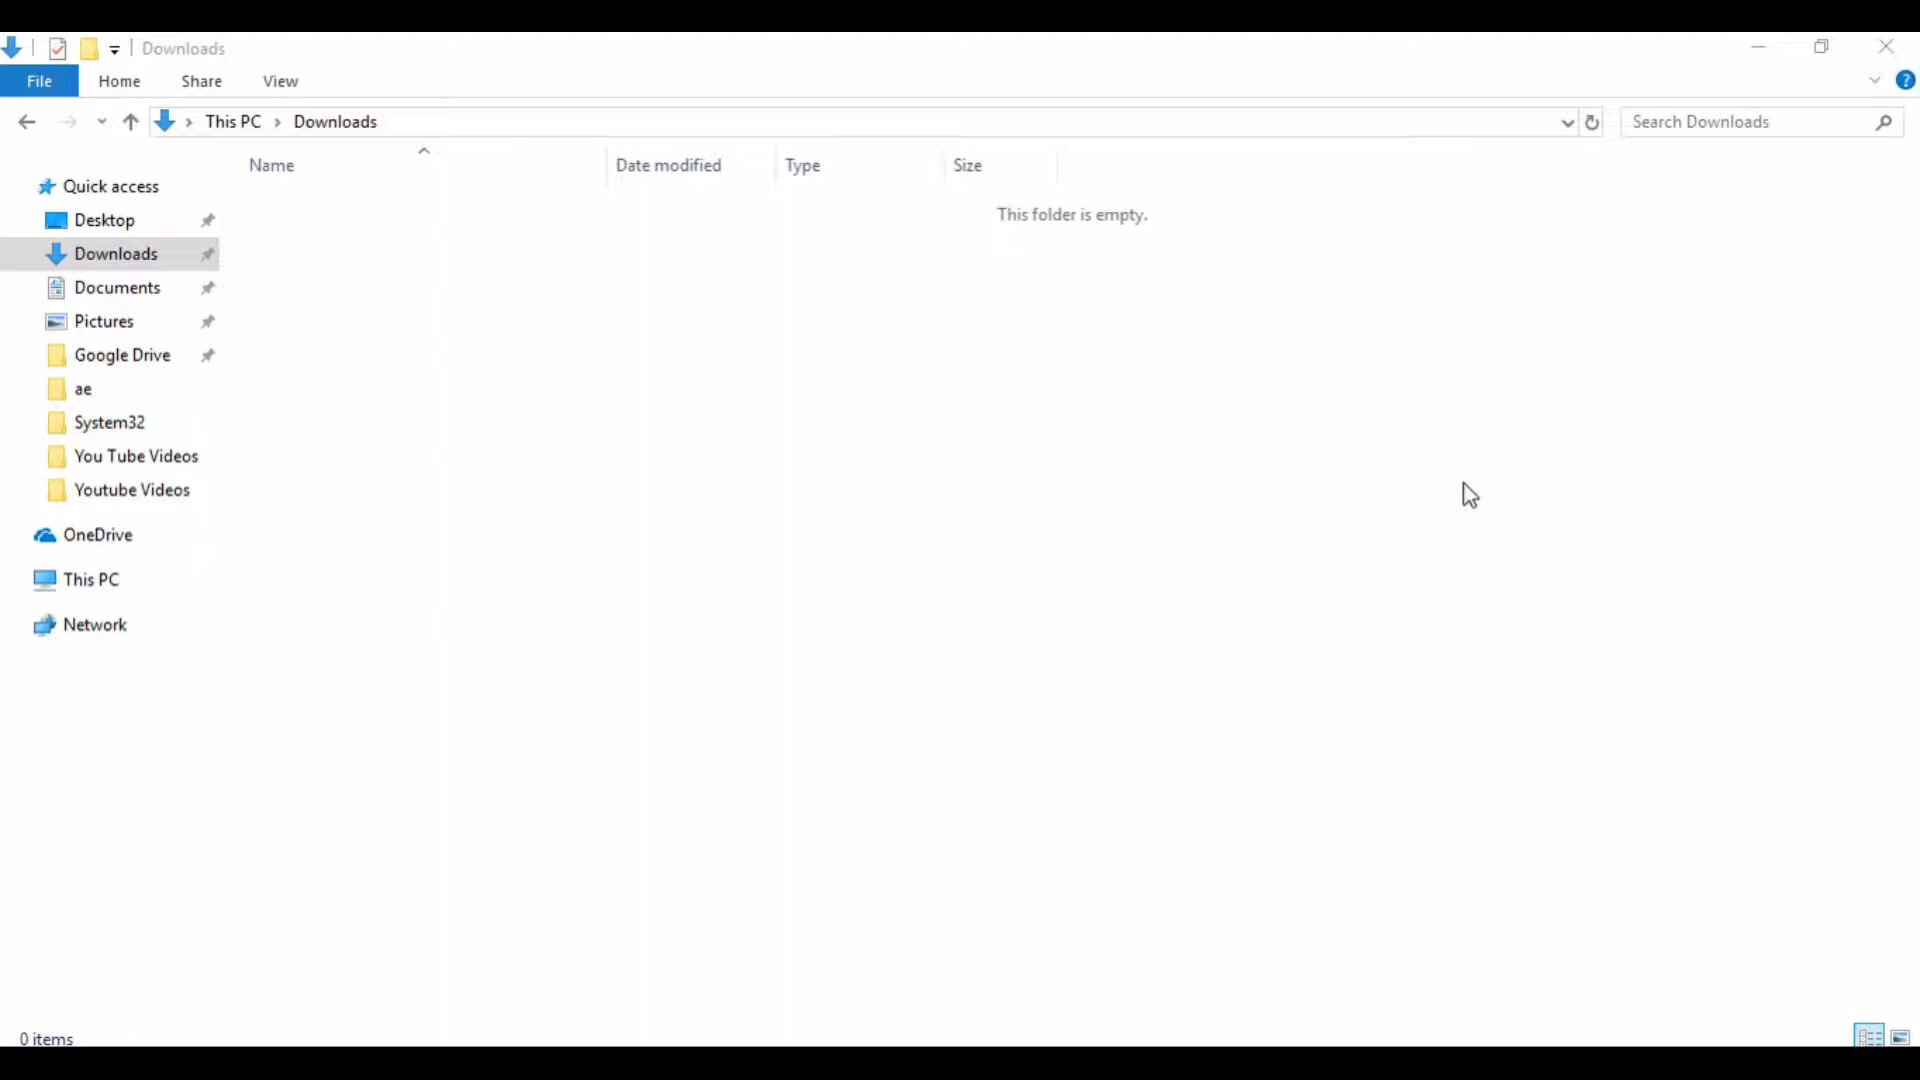 Downloads
File Home Share View
This PC Downloads Search Downloads
Name Date modified Type Size
This folder is empty.
Quick access
Desktop
Downloads
Documents
Pictures
Google Drive
ae
System32
You Tube Videos
Youtube Videos
OneDrive
This PC
Network
0 items